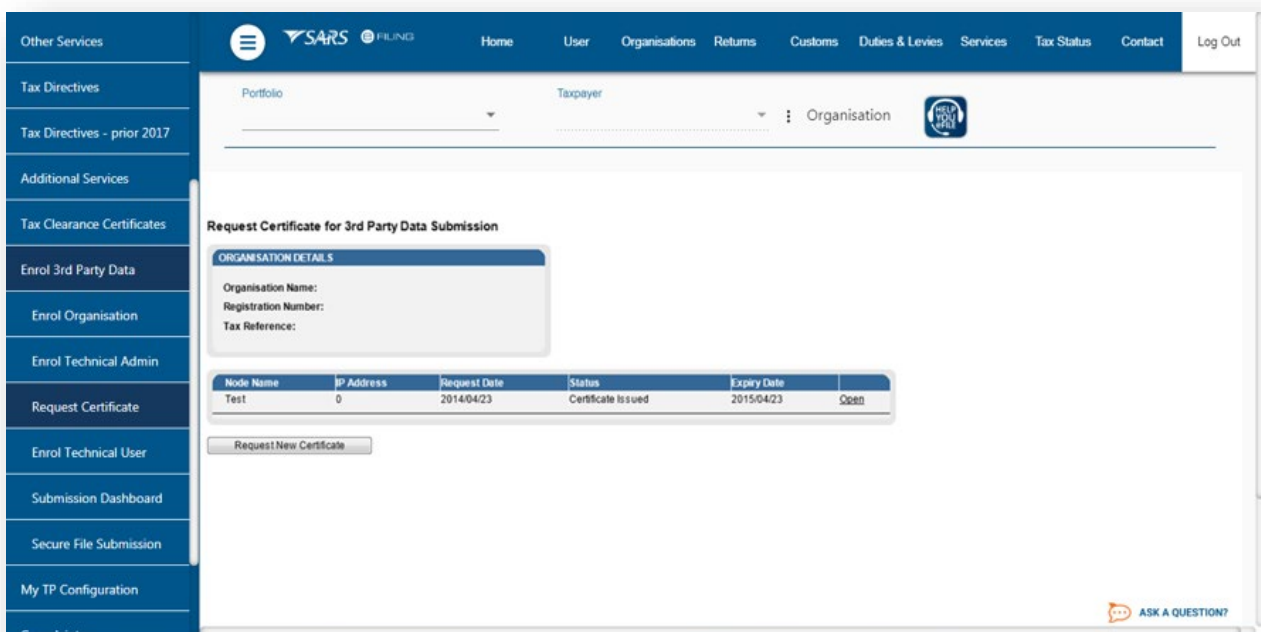 Other Services
Tax Directives
Tax Directives - prior 2017
Additional Services
Tax Clearance Certificates
Enrol 3rd Party Data
Enrol Organisation
Enrol Technical Admin
Request Certificate
Enrol Technical User
Submission Dashboard
Secure File Submission
My TP Configuration
SARS eFILING Home User Organisations Returns Customs Duties & Levies Services Tax Status Contact Log Out
Portfolio Taxpayer
Organisation HELP YOU eFILE
Request Certificate for 3rd Party Data Submission
ORGANISATION DETAILS
Organisation Name:
Registration Number:
Tax Reference:
Node Name IP Address Request Date Status Expiry Date
Test 0 2014/04/23 Certificate Issued 2015/04/23 Open
Request New Certificate
ASK A QUESTION?